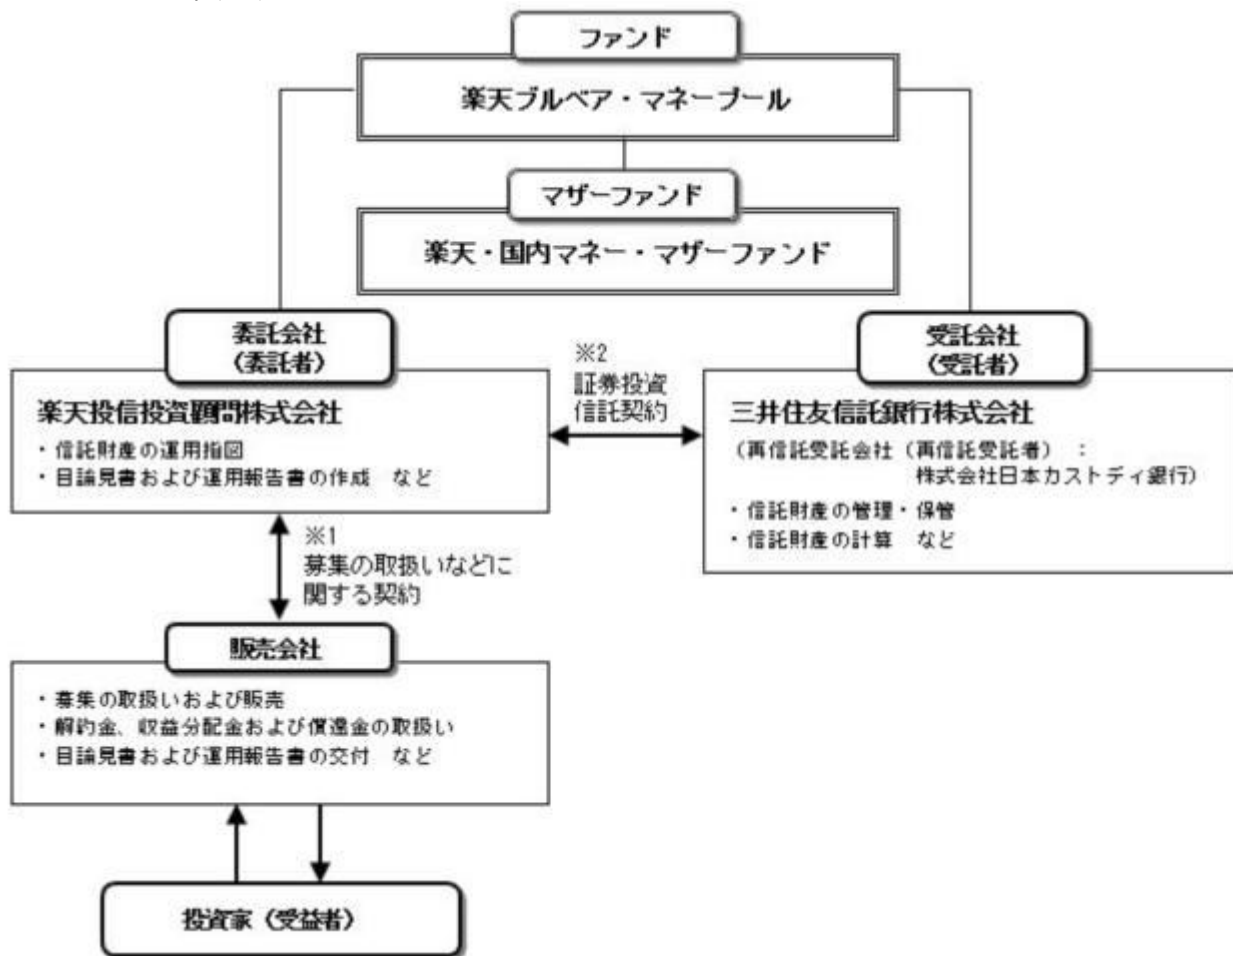 ファンド
楽天ブルベア・マネープール
マザーファンド
楽天・国内マネー・マザーファンド
委託会社
(委託者)
楽天投信投資顧問株式会社
・信託財産の運用指図
・目論見書および運用報告書の作成 など
※2
証券投資
信託契約
受託会社
(受託者)
三井住友信託銀行株式会社
(再信託受託会社(再信託受託者) :
株式会社日本カストディ銀行)
・信託財産の管理・保管
・信託財産の計算 など
※1
募集の取扱いなどに
関する契約
販売会社
・募集の取扱いおよび販売
・解約金、収益分配金および償還金の取扱い
・目論見書および運用報告書の交付 など
投資家(受益者)